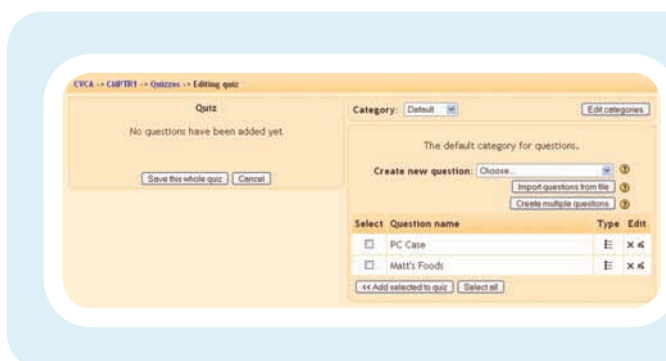 CVCA -> CMPTR1 -> Quizzes -> Editing quiz
Quiz
No questions have been added yet
Save this whole quiz Cancel
Category: Default Edit categories
The default category for questions.
Create new question: Choose...
Import questions from file
Create multiple questions
Select Question name Type Edit
PC Case
Matt's Foods
<< Add selected to quiz Select all